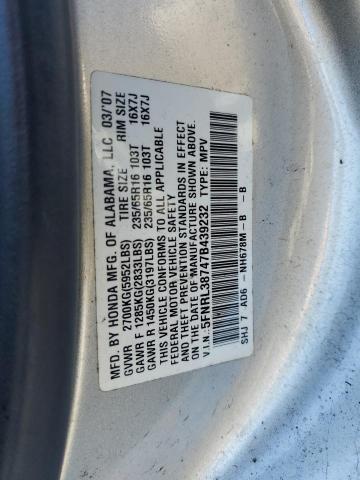 MFD. BY HONDA MFG. OF ALABAMA, LLC 03/'07
TIRE SIZE RIM SIZE
GVWR 2700KG(5952LBS)
GAWR F 1285KG(2833LBS) 235/65R16 103T 16X7J
GAWR R 1450KG(3197LBS) 235/65R16 103T 16X7J
THIS VEHICLE CONFORMS TO ALL APPLICABLE
FEDERAL MOTOR VEHICLE SAFETY
AND THEFT PREVENTION STANDARDS IN EFFECT
ON THE DATE OF MANUFACTURE SHOWN ABOVE.
V.I.N.:5FNRL38747B439232 TYPE: MPV
SHJ 7 AD6 - NH678M - B - B